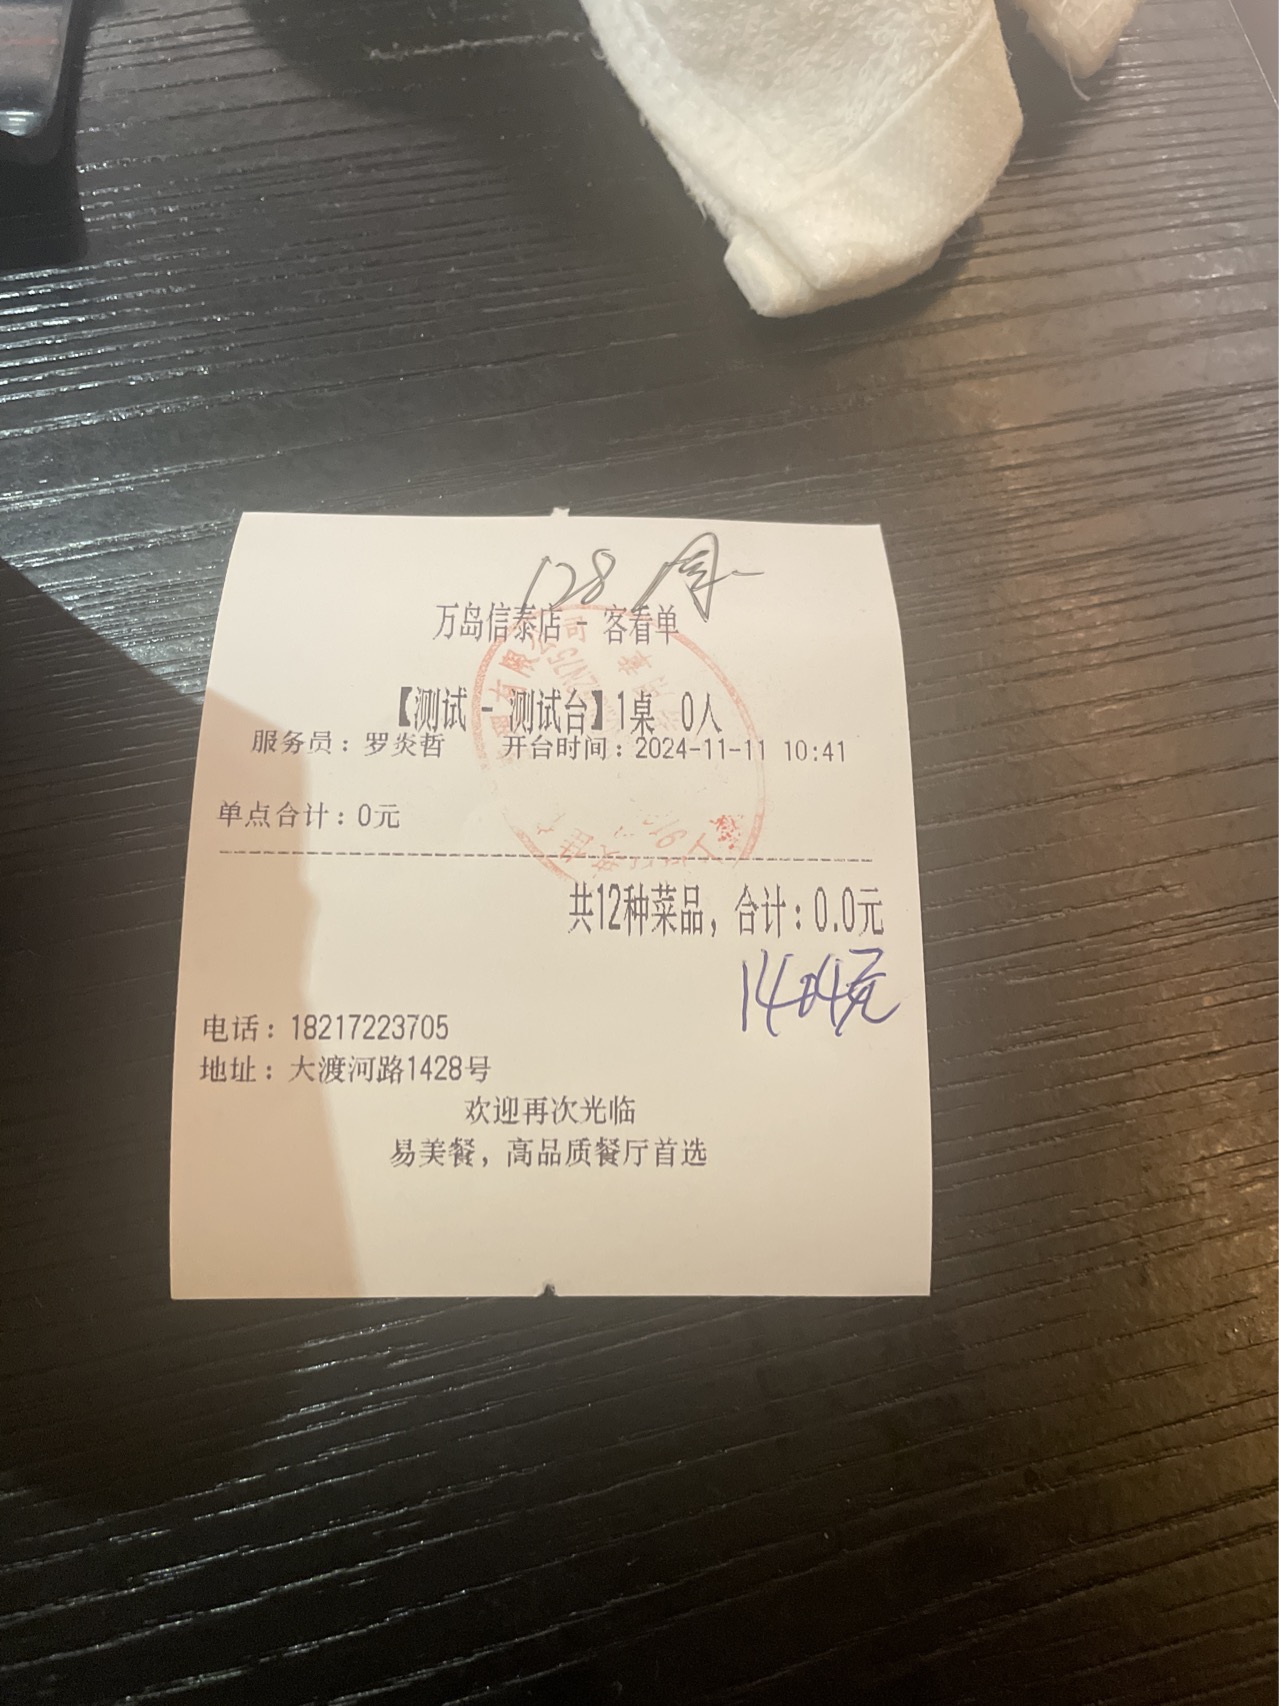 128
万岛信泰店 - 客看单
【测试 - 测试台】1桌 0人
服务员：罗炎哲 开台时间：2024-11-11 10:41
单点合计：0元
共12种菜品，合计：0.0元
元
电话：18217223705
地址：大渡河路1428号
欢迎再次光临
易美餐，高品质餐厅首选